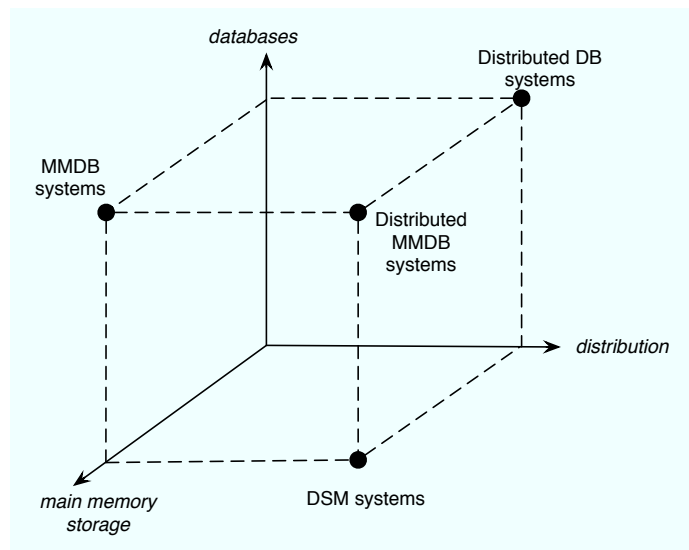 databases
Distributed DB
systems
MMDB
systems
Distributed
MMDB
systems
distribution
main memory
storage
DSM systems